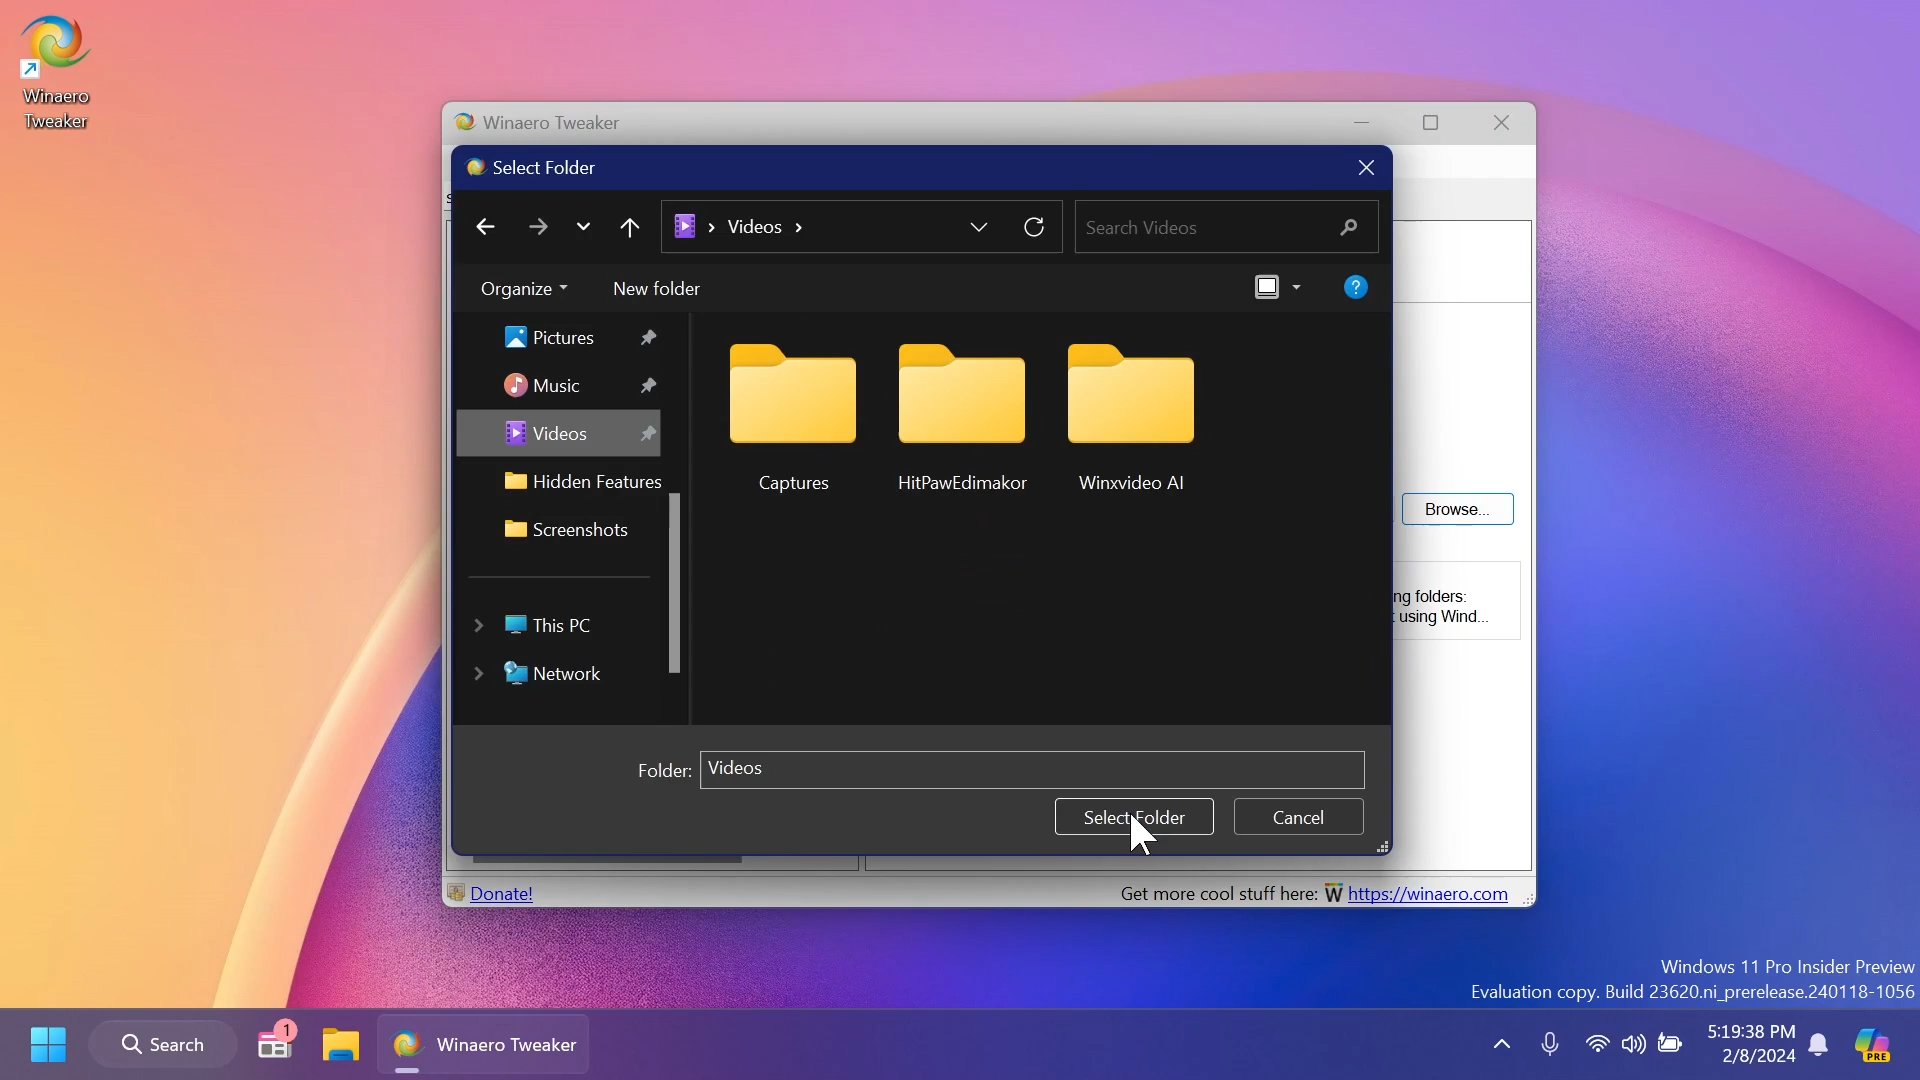 Winaero
Tweaker
Winaero Tweaker
Select Folder
Videos
Search Videos
Organize
New folder
Pictures
Music
Videos
Hidden Features
Screenshots
This PC
Network
Captures
HitPawEdimakor
Winxvideo AI
Browse...
ng folders:
using Wind...
Folder:
Videos
Select Folder
Cancel
Donate!
Get more cool stuff here: W https://winaero.com
Windows 11 Pro Insider Preview
Evaluation copy. Build 23620.ni_prerelease.240118-1056
Search
1
Winaero Tweaker
5:19:38 PM
2/8/2024
PRE